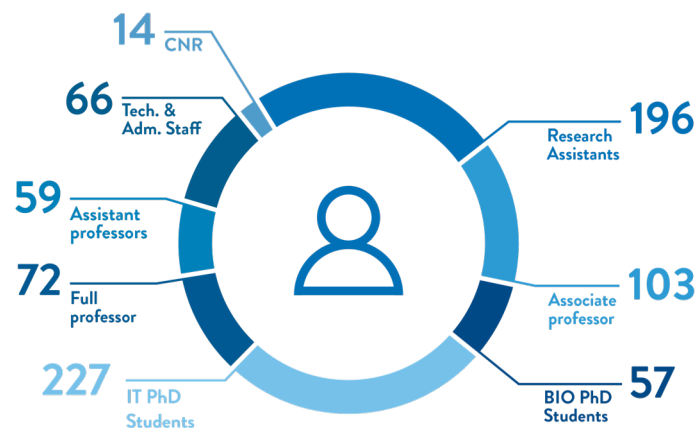 14
CNR
66
Tech. &
Adm. Staff
196
Research
Assistants
59
Assistant
professors
72
Full
professor
103
Associate
professor
227
IT PhD
Students
57
BIO PhD
Students